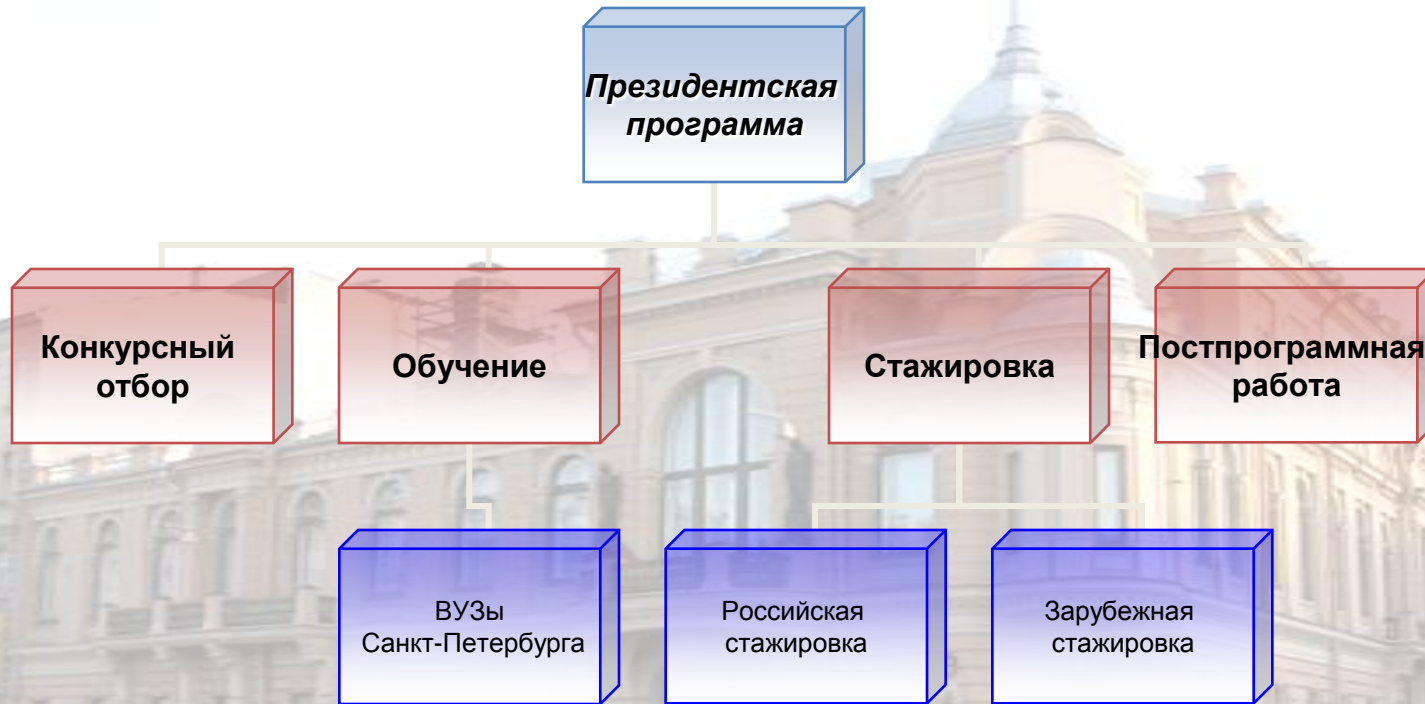 Президентская
программа
Конкурсный
отбор
Обучение
Стажировка
Постпрограммная
работа
ВУЗы
Санкт-Петербурга
Российская
стажировка
Зарубежная
стажировка